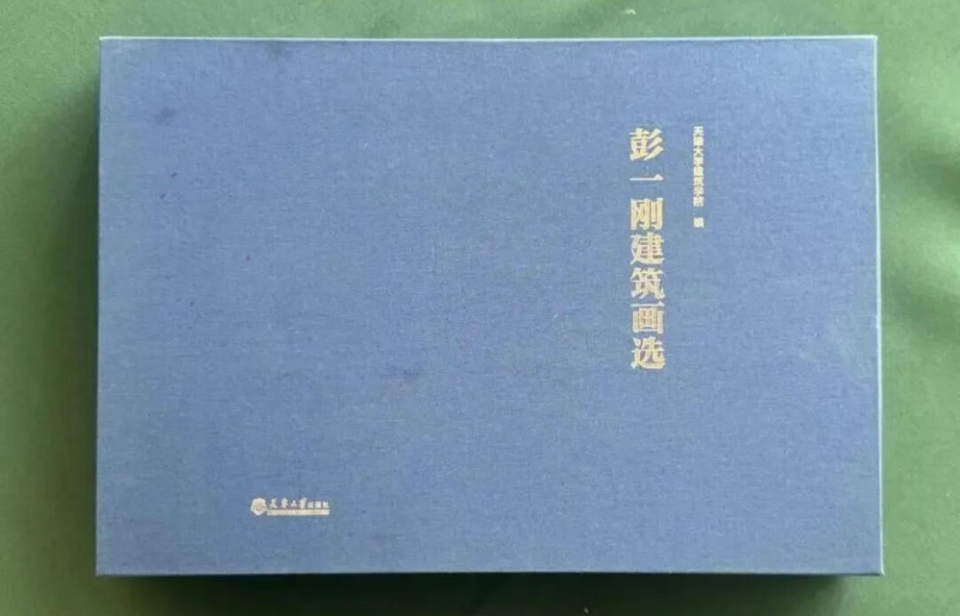 天津大学建筑学院 编
彭一刚建筑画选
天津大学出版社